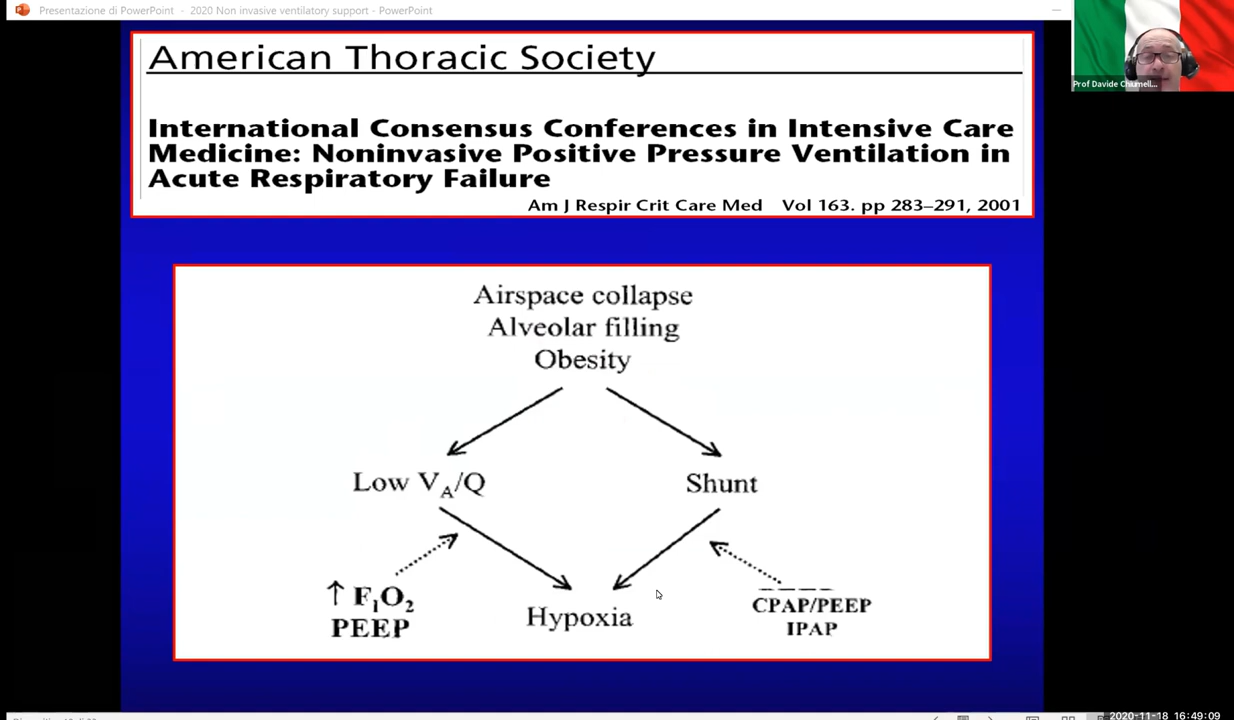 Presentazione di PowerPoint - 2020 Non invasive ventilatory support - PowerPoint
Prof Davide Chiumell...
American Thoracic Society
International Consensus Conferences in Intensive Care
Medicine: Noninvasive Positive Pressure Ventilation in
Acute Respiratory Failure
Am J Respir Crit Care Med Vol 163. pp 283–291, 2001
Airspace collapse
Alveolar filling
Obesity
Low VA/Q
Shunt
↑ FIO2
PEEP
Hypoxia
CPAP/PEEP
IPAP
2020-11-18 16:49:09